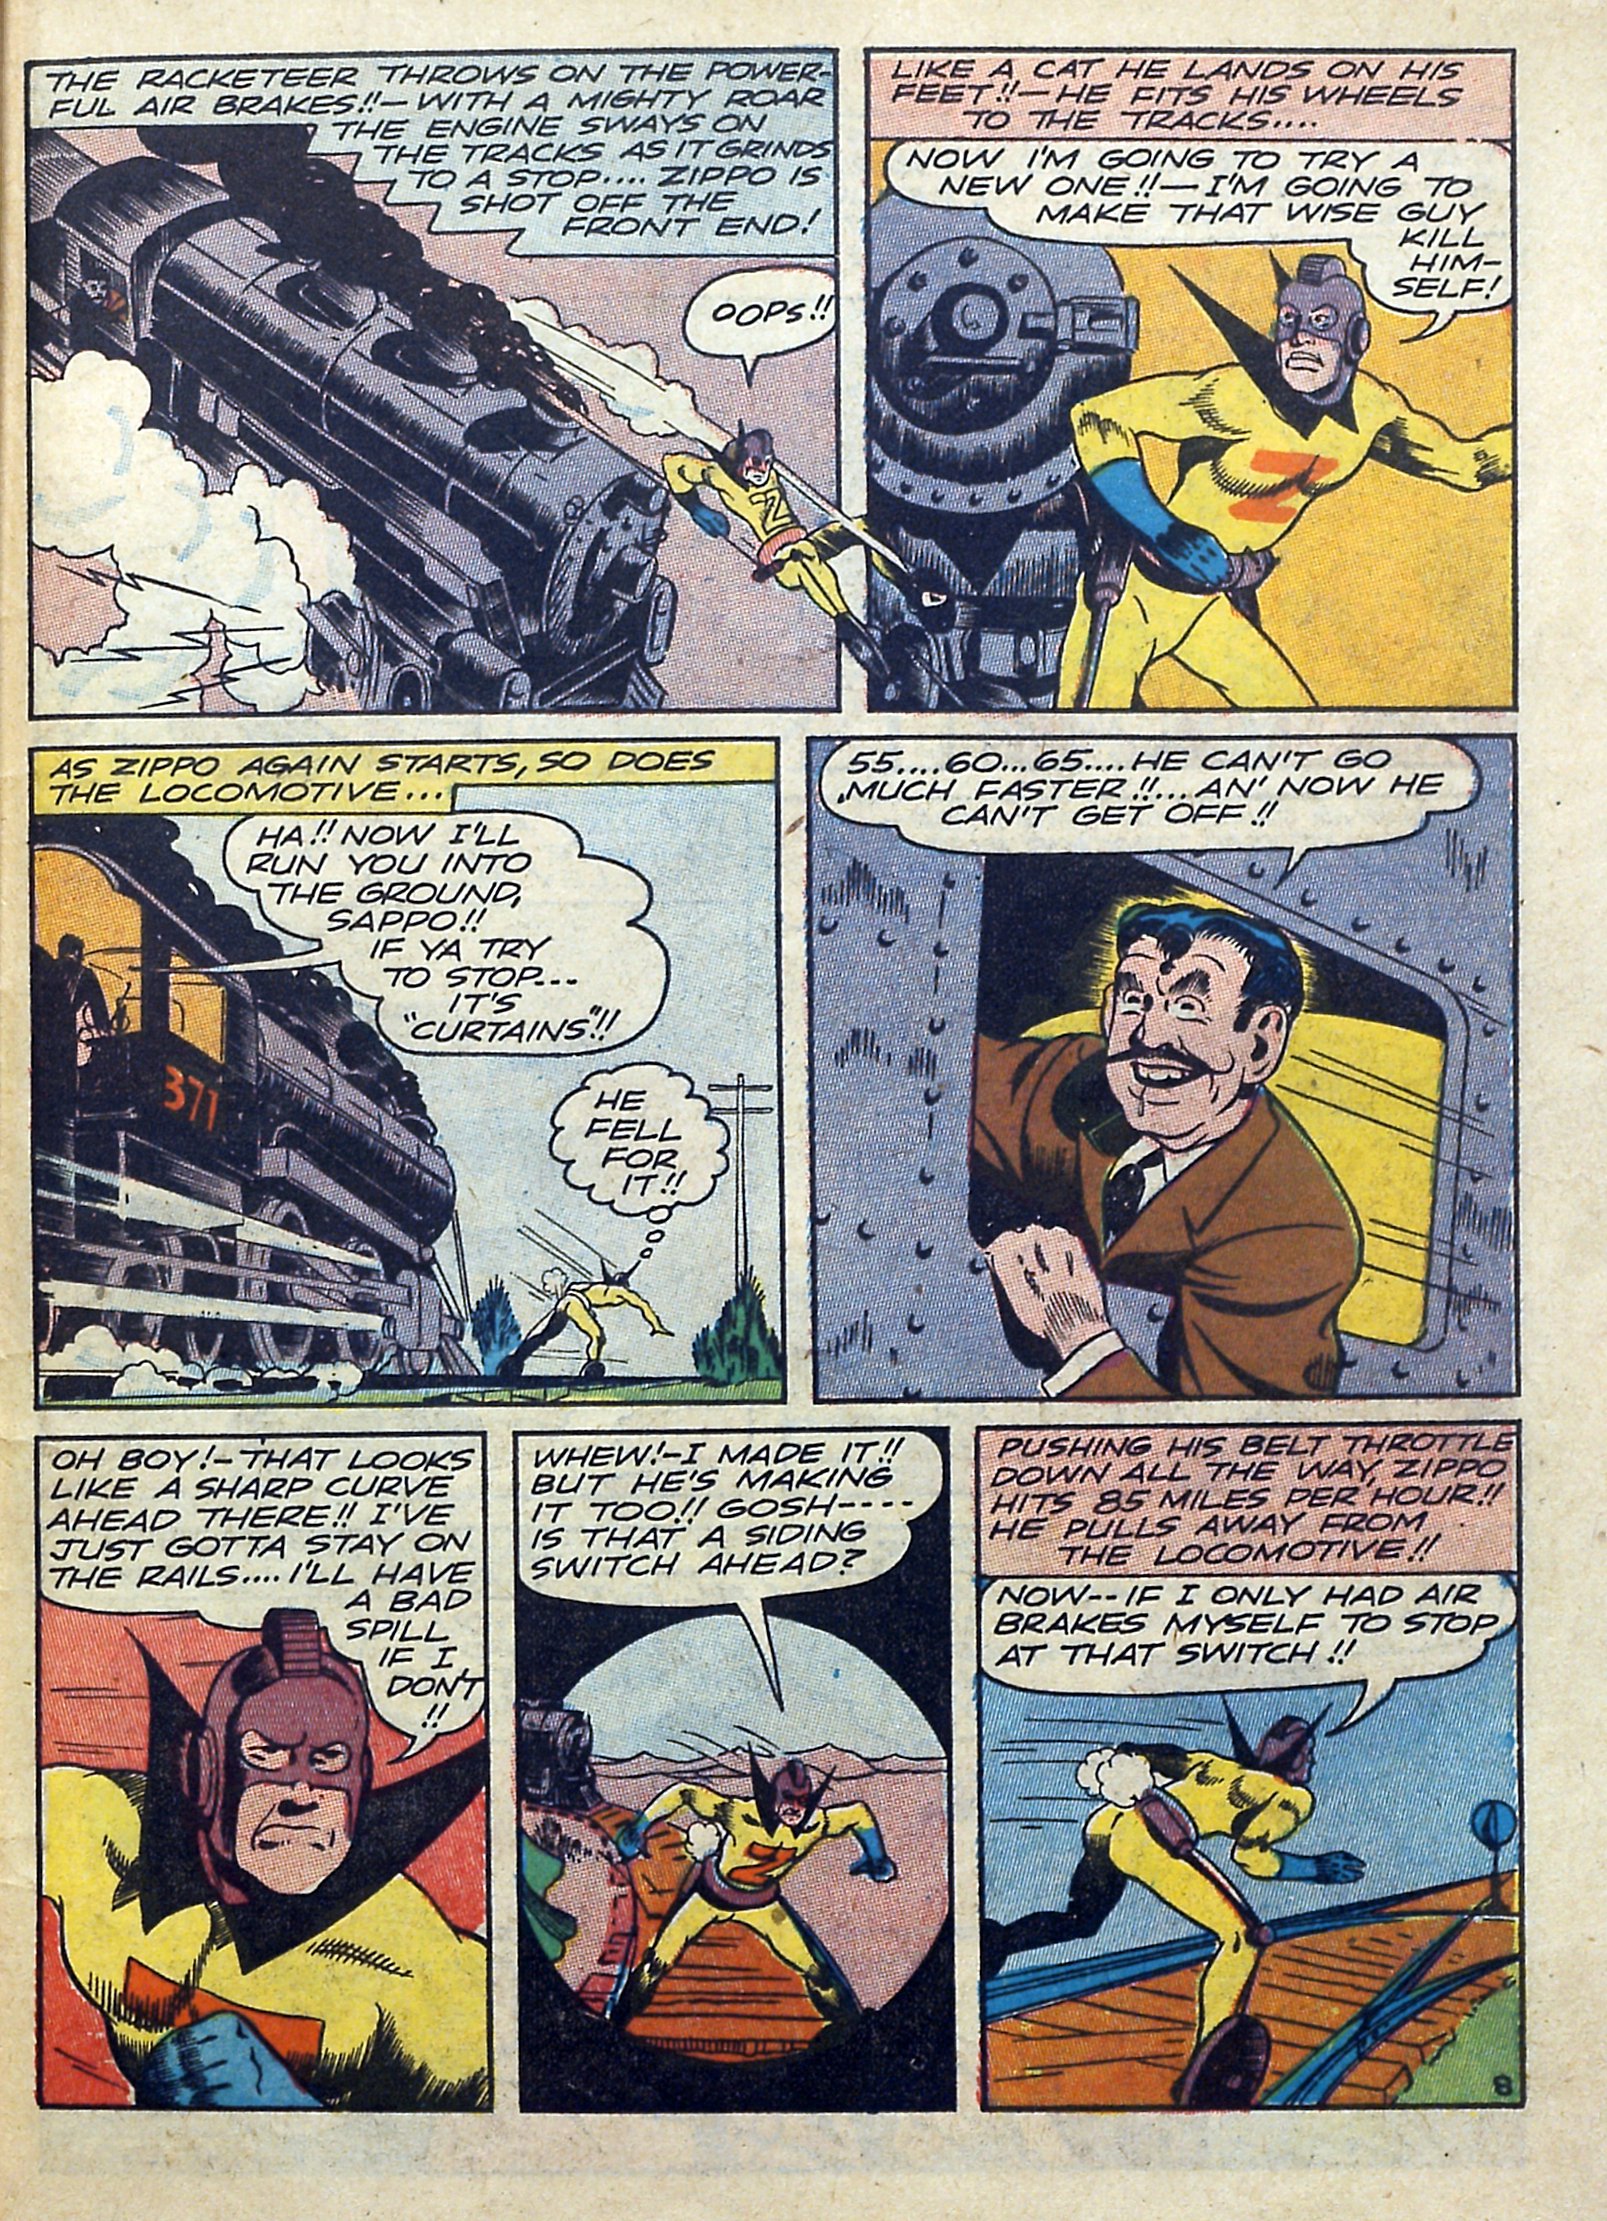 THE RACKETEER THROWS ON THE POWER-
FUL AIR BRAKES!!-WITH A MIGHTY ROAR
THE ENGINE SWAYS ON
THE TRACKS AS IT GRINDS
TO A STOP.... ZIPPO IS
SHOT OFF THE
FRONT END!
OOPS!!
Z
LIKE A CAT HE LANDS ON HIS
FEET!!-HE FITS HIS WHEELS
TO THE TRACKS....
NOW I'M GOING TO TRY A
NEW ONE!!-I'M GOING TO
MAKE THAT WISE GUY
KILL
HIM-
SELF!
Z
AS ZIPPO AGAIN STARTS, SO DOES
THE LOCOMOTIVE...
HA!! NOW I'LL
RUN YOU INTO
THE GROUND,
SAPPO!!
IF YA TRY
TO STOP...
IT'S
"CURTAINS"!!
371
HE
FELL
FOR
IT!!
55....60...65....HE CAN'T GO
MUCH FASTER!!...AN' NOW HE
CAN'T GET OFF!!
OH BOY!-THAT LOOKS
LIKE A SHARP CURVE
AHEAD THERE!! I'VE
JUST GOTTA STAY ON
THE RAILS....I'LL HAVE
A BAD
SPILL
IF I
DON'T
!!
WHEW!-I MADE IT!!
BUT HE'S MAKING
IT TOO!! GOSH----
IS THAT A SIDING
SWITCH AHEAD?
Z
PUSHING HIS BELT THROTTLE
DOWN ALL THE WAY, ZIPPO
HITS 85 MILES PER HOUR!!
HE PULLS AWAY FROM
THE LOCOMOTIVE!!
NOW--IF I ONLY HAD AIR
BRAKES MYSELF TO STOP
AT THAT SWITCH!!
8